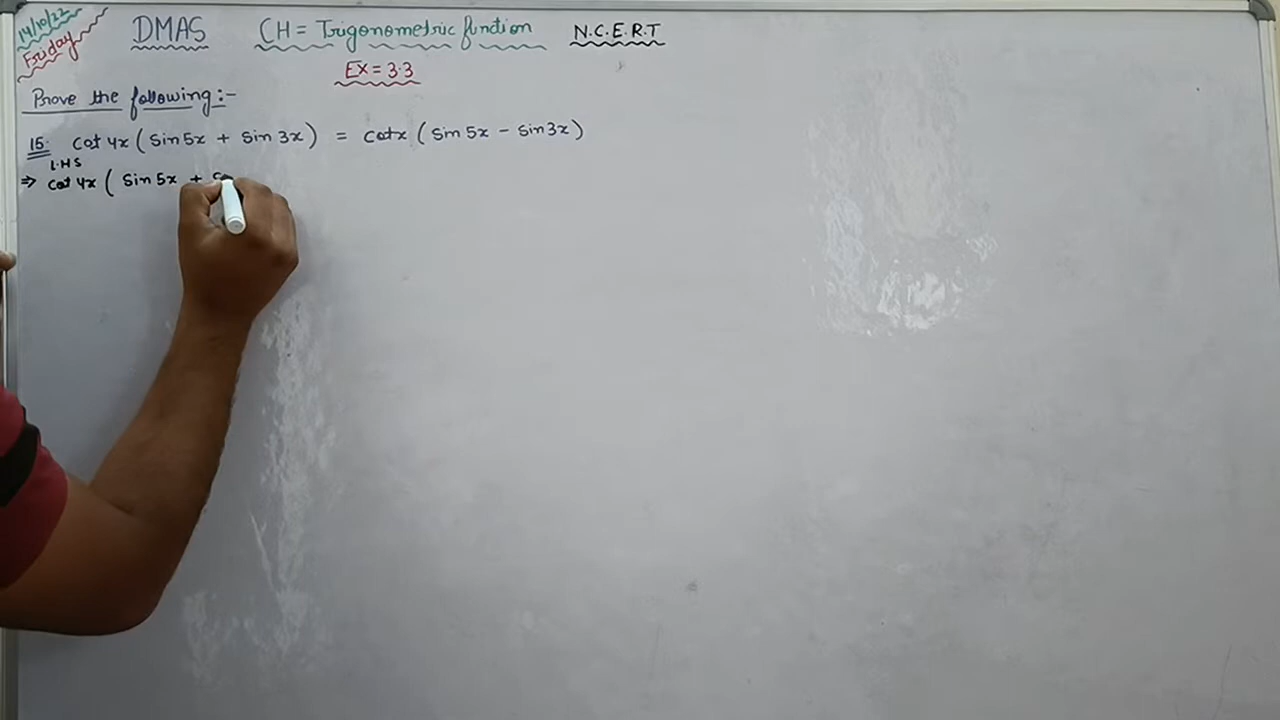 14/10/22
Friday
DMAS CH = Trigonometric function N.C.E.R.T
EX = 3.3
Prove the following:-
15. cot 4x ( Sin 5x + Sin 3x ) = cot x ( Sin 5x - Sin 3x )
L.H.S
⇒ cot 4x ( Sin 5x +